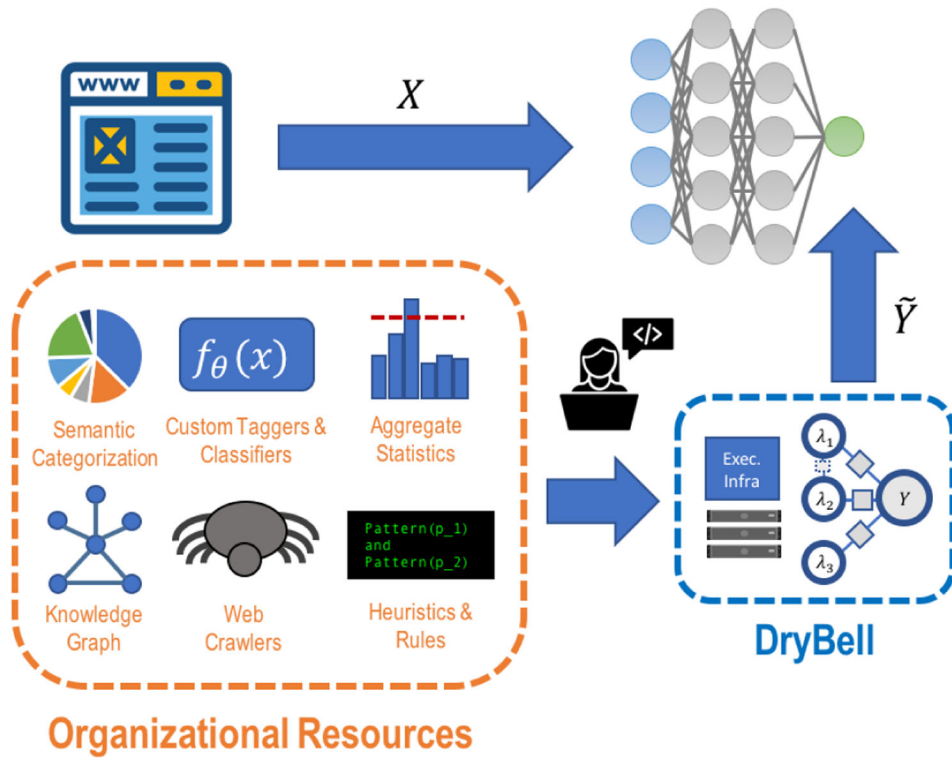 www
X
Ỹ
f_θ(x)
</>
Semantic
Categorization
Custom Taggers &
Classifiers
Aggregate
Statistics
Pattern(p_1)
and
Pattern(p_2)
Knowledge
Graph
Web
Crawlers
Heuristics &
Rules
Organizational Resources
Exec.
Infra
λ₁
λ₂
λ₃
Y
DryBell